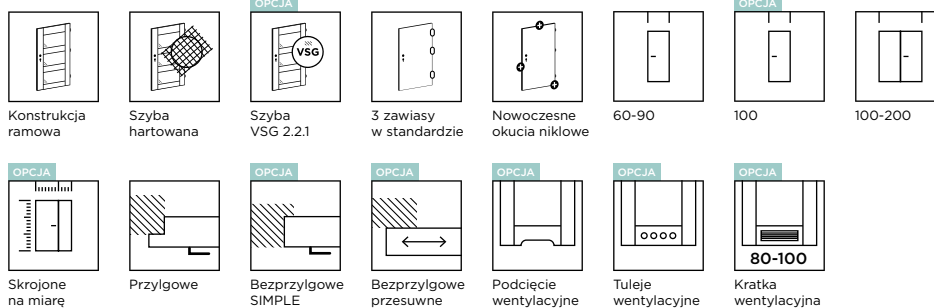 OPCJA OPCJA
VSG
Konstrukcja ramowa
Szyba hartowana
Szyba VSG 2.2.1
3 zawiasy w standardzie
Nowoczesne okucia niklowe
60-90
100
100-200
OPCJA OPCJA OPCJA OPCJA OPCJA OPCJA
80-100
Skrojone na miarę
Przylgowe
Bezprzylgowe SIMPLE
Bezprzylgowe przesuwne
Podcięcie wentylacyjne
Tuleje wentylacyjne
Kratka wentylacyjna